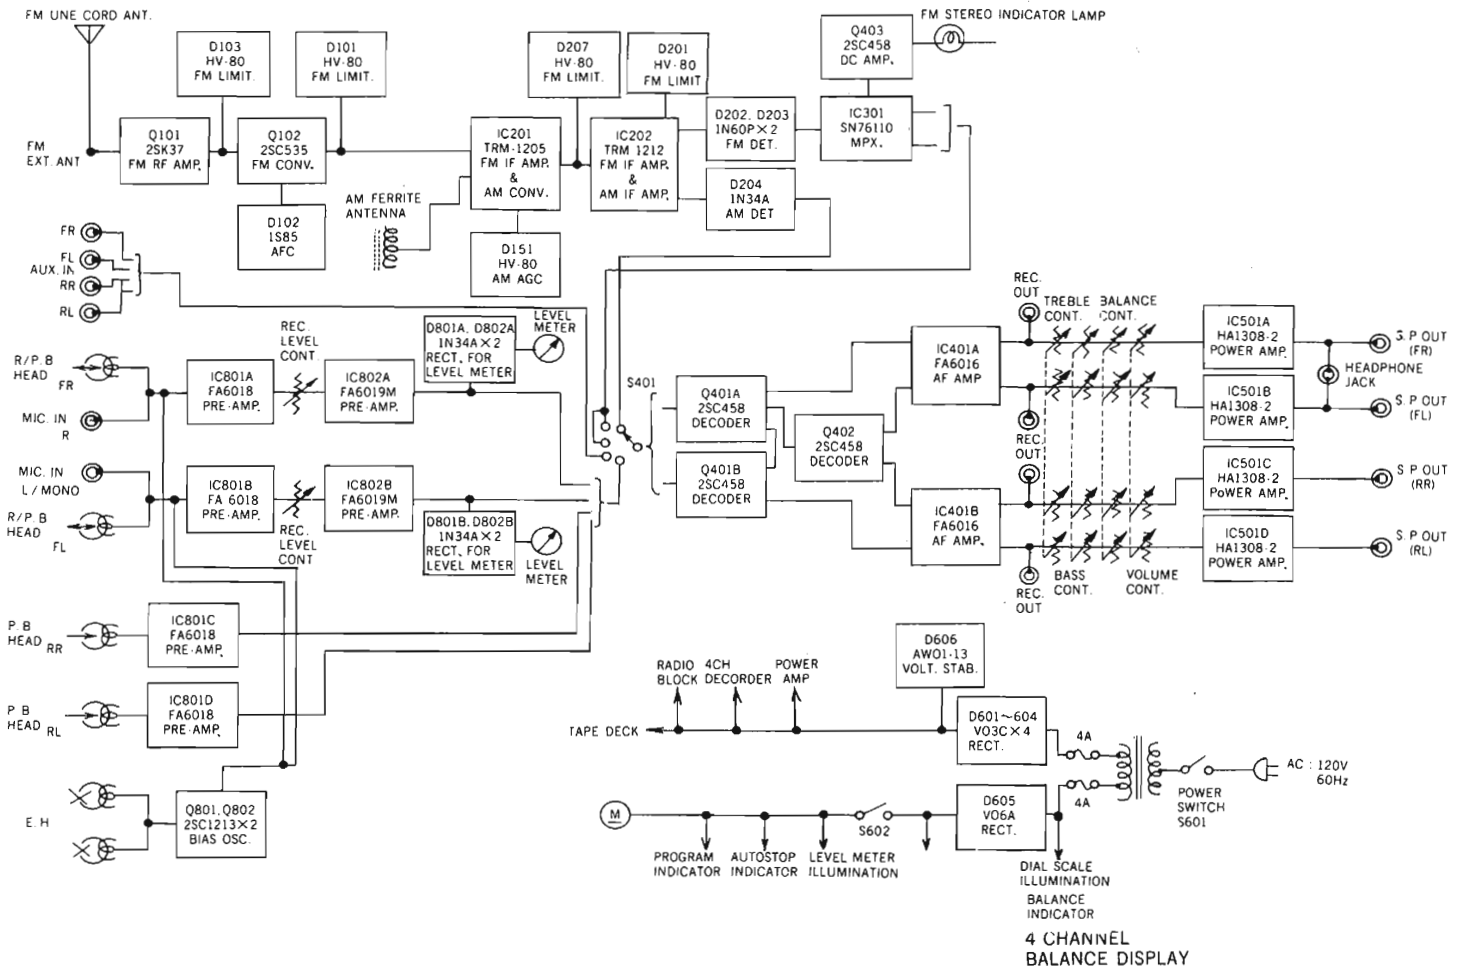 FM UNE CORD ANT.
D103
HV-80
FM LIMIT.
D101
HV-80
FM LIMIT.
D207
HV-80
FM LIMIT.
D201
HV-80
FM LIMIT
Q403
2SC458
DC AMP.
FM STEREO INDICATOR LAMP
FM
EXT. ANT
Q101
2SK37
FM RF AMP.
Q102
2SC535
FM CONV.
IC201
TRM-1205
FM IF AMP.
&
AM CONV.
IC202
TRM 1212
FM IF AMP.
&
AM IF AMP.
D202, D203
1N60P×2
FM DET.
IC301
SN76110
MPX.
D204
1N34A
AM DET
D102
1S85
AFC
AM FERRITE
ANTENNA
D151
HV-80
AM AGC
FR
FL
AUX. IN
RR
RL
R/P.B
HEAD
FR
MIC. IN
R
IC801A
FA6018
PRE-AMP.
REC.
LEVEL
CONT.
IC802A
FA6019M
PRE-AMP.
D801A, D802A
1N34A×2
RECT, FOR
LEVEL METER
LEVEL
METER
S401
MIC. IN
L/MONO
R/P.B
HEAD
FL
IC801B
FA 6018
PRE-AMP.
REC.
LEVEL
CONT
IC802B
FA6019M
PRE-AMP.
D801B, D802B
1N34A×2
RECT, FOR
LEVEL METER
LEVEL
METER
Q401A
2SC458
DECODER
Q401B
2SC458
DECODER
Q402
2SC458
DECODER
IC401A
FA6016
AF AMP
IC401B
FA6016
AF AMP.
REC.
OUT
TREBLE
CONT.
BALANCE
CONT.
REC.
OUT
REC.
OUT
BASS
CONT.
VOLUME
CONT.
IC501A
HA1308-2
POWER AMP.
IC501B
HA1308-2
POWER AMP.
IC501C
HA1308-2
PoWER AMP.
IC501D
HA1308-2
POWER AMP.
S.P OUT
(FR)
HEADPHONE
JACK
S.P OUT
(FL)
S P OUT
(RR)
S.P OUT
(RL)
P.B
HEAD
RR
IC801C
FA6018
PRE-AMP.
P B
HEAD
RL
IC801D
FA6018
PRE-AMP.
E.H
Q801, Q802
2SC1213×2
BIAS OSC.
TAPE DECK
RADIO
BLOCK
4CH
DECORDER
POWER
AMP
D606
AW01-13
VOLT. STAB.
D601~604
VO3C×4
RECT.
4A
4A
AC : 120V
60Hz
POWER
SWITCH
S601
M
S602
D605
VO6A
RECT.
PROGRAM
INDICATOR
AUTOSTOP
INDICATOR
LEVEL METER
ILLUMINATION
DIAL SCALE
ILLUMINATION
BALANCE
INDICATOR
4 CHANNEL
BALANCE DISPLAY